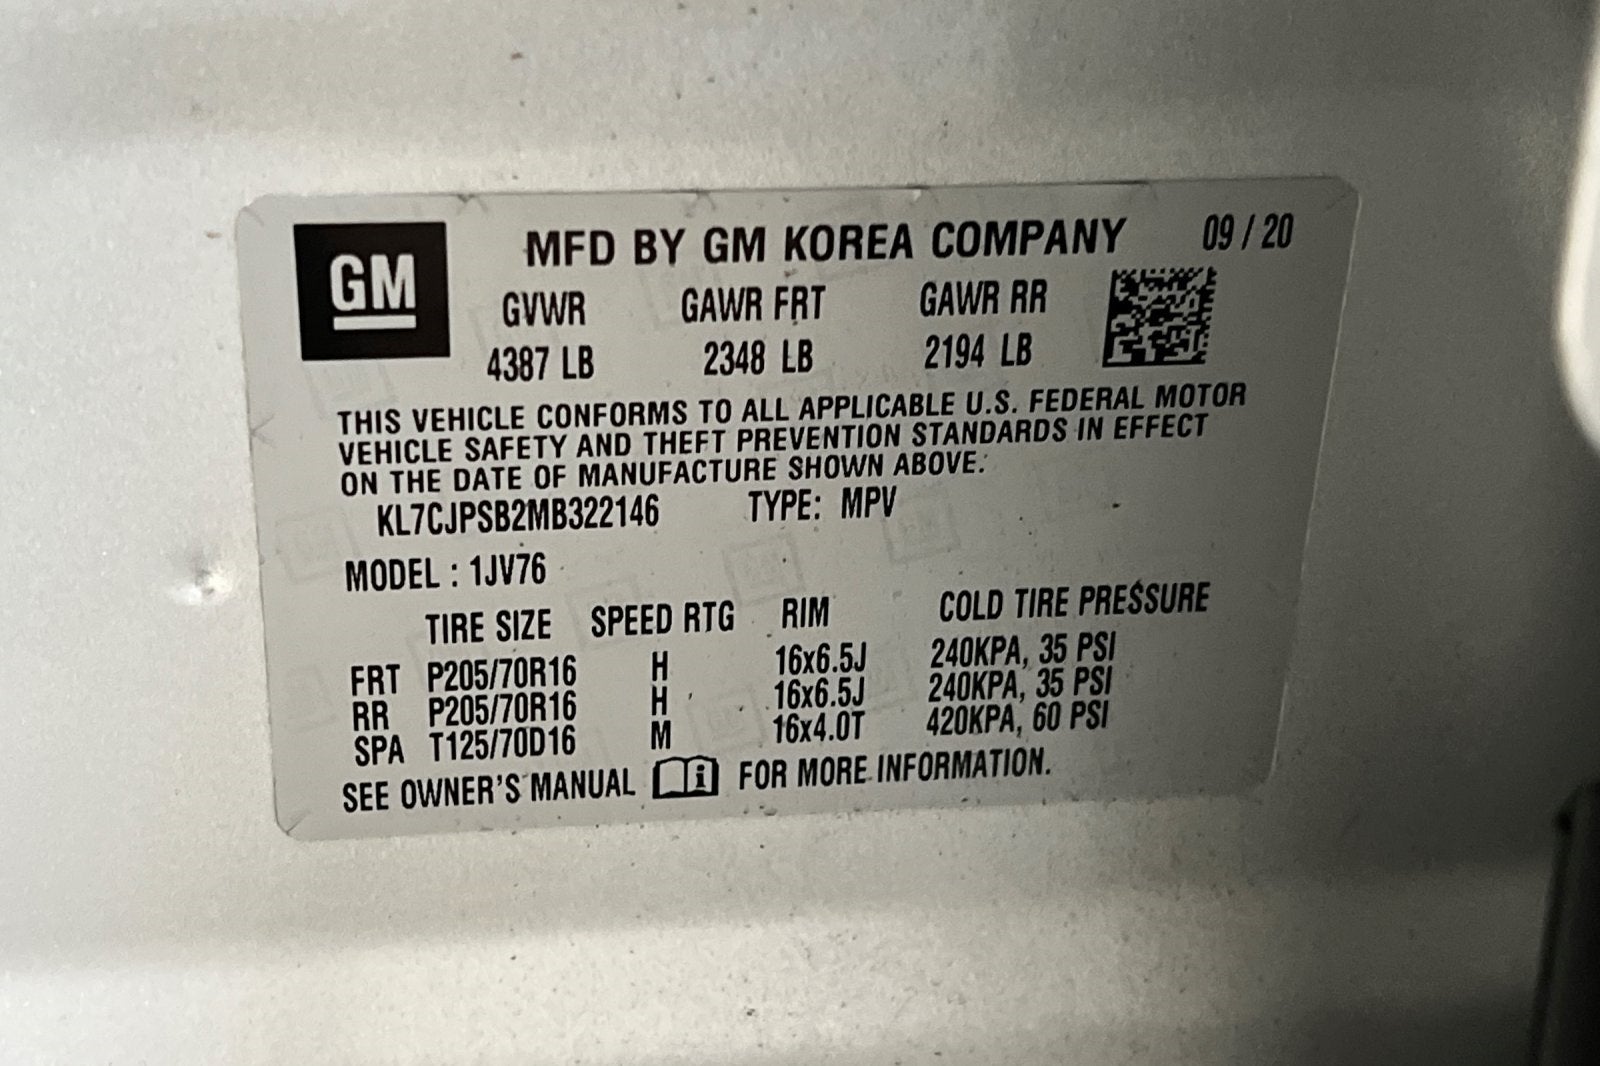 GM
MFD BY GM KOREA COMPANY 09 / 20
GVWR GAWR FRT GAWR RR
4387 LB 2348 LB 2194 LB
THIS VEHICLE CONFORMS TO ALL APPLICABLE U.S. FEDERAL MOTOR
VEHICLE SAFETY AND THEFT PREVENTION STANDARDS IN EFFECT
ON THE DATE OF MANUFACTURE SHOWN ABOVE.
KL7CJPSB2MB322146 TYPE: MPV
MODEL : 1JV76
TIRE SIZE SPEED RTG RIM COLD TIRE PRESSURE
FRT P205/70R16 H 16x6.5J 240KPA, 35 PSI
RR P205/70R16 H 16x6.5J 240KPA, 35 PSI
SPA T125/70D16 M 16x4.0T 420KPA, 60 PSI
SEE OWNER'S MANUAL i FOR MORE INFORMATION.